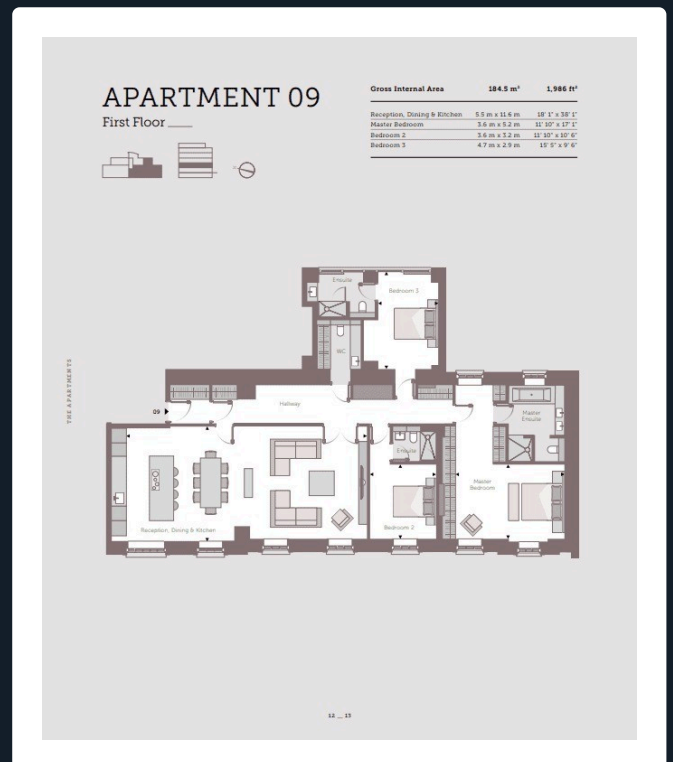 APARTMENT 09
First Floor ___
Gross Internal Area 184.5 m² 1,986 ft²
Reception, Dining & Kitchen 5.5 m x 11.6 m 18' 1" x 38' 1"
Master Bedroom 3.6 m x 5.2 m 11' 10" x 17' 1"
Bedroom 2 3.6 m x 3.2 m 11' 10" x 10' 6"
Bedroom 3 4.7 m x 2.9 m 15' 5" x 9' 6"
Ensuite
Bedroom 3
WC
THE APARTMENTS
Hallway
09
Master
Ensuite
Ensuite
Master
Bedroom
Reception, Dining & Kitchen
Bedroom 2
12 __ 13